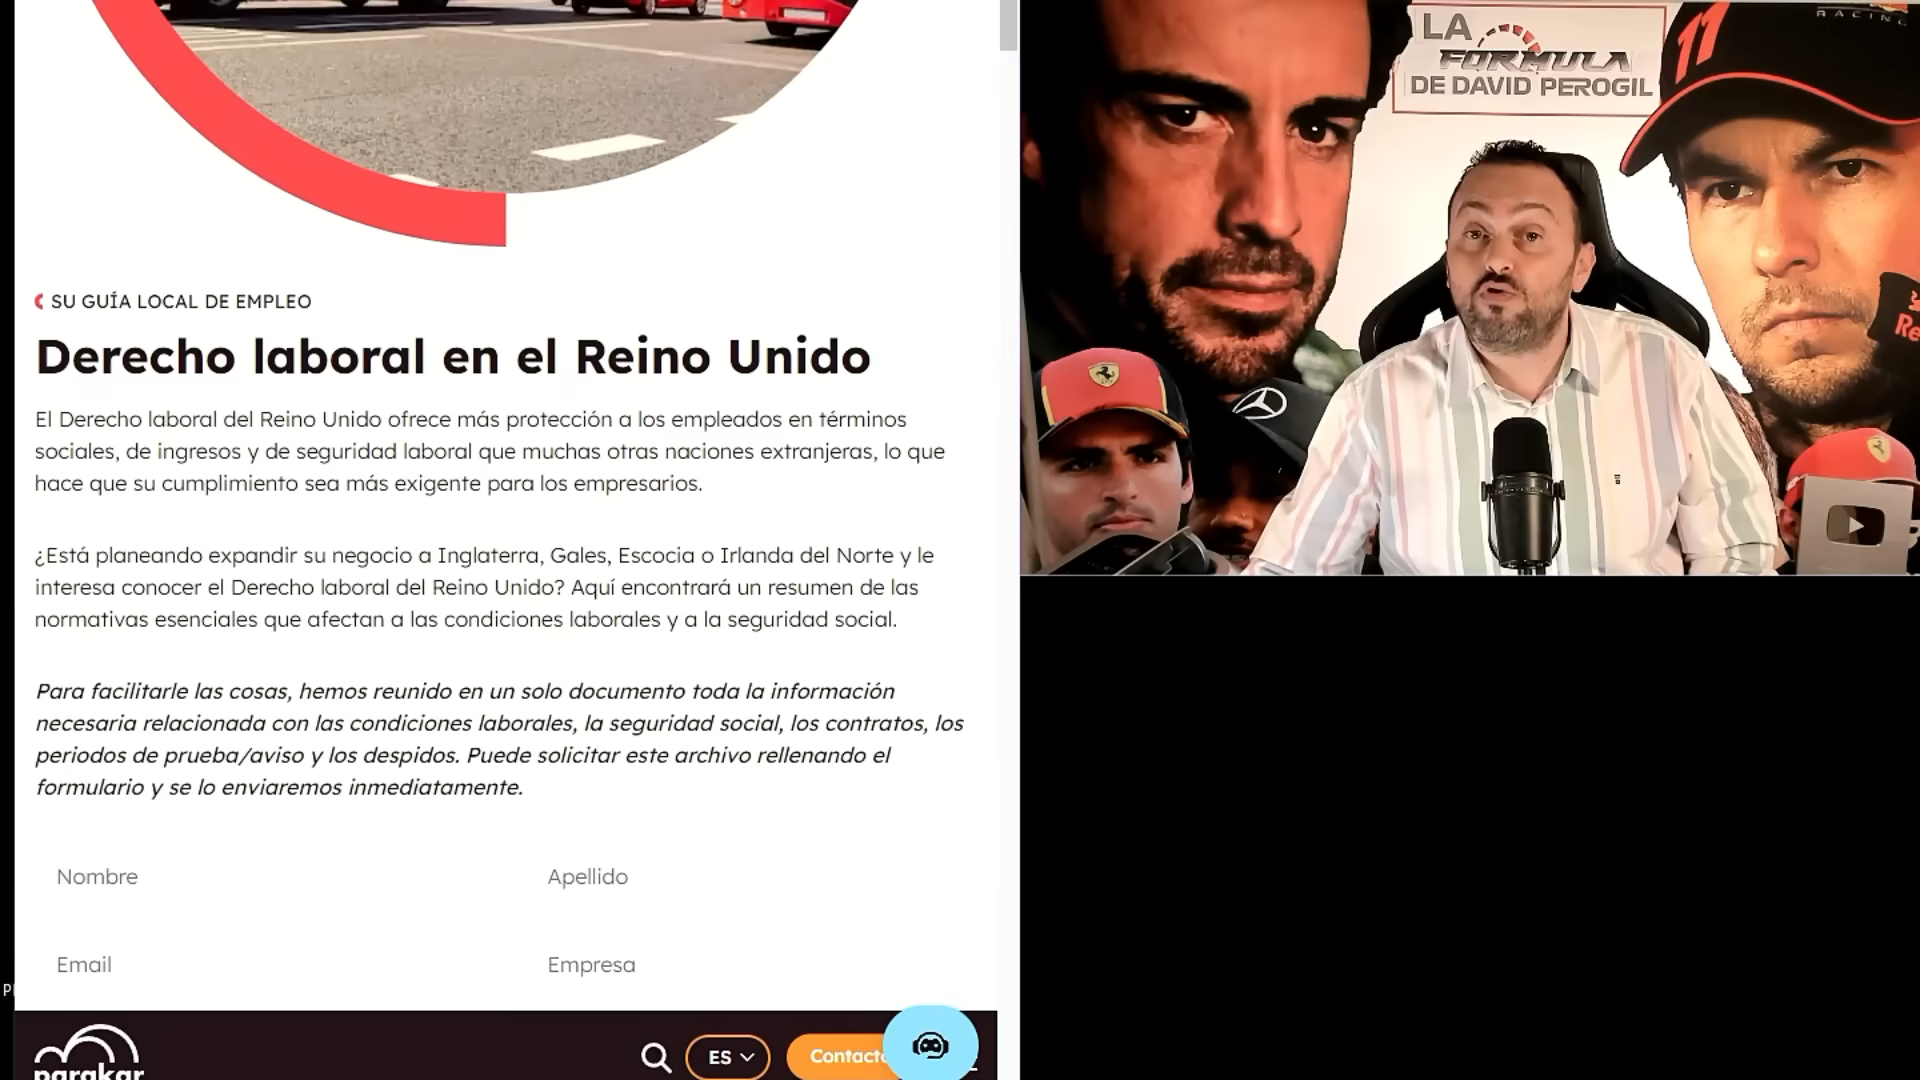 SU GUÍA LOCAL DE EMPLEO
Derecho laboral en el Reino Unido
El Derecho laboral del Reino Unido ofrece más protección a los empleados en términos
sociales, de ingresos y de seguridad laboral que muchas otras naciones extranjeras, lo que
hace que su cumplimiento sea más exigente para los empresarios.
¿Está planeando expandir su negocio a Inglaterra, Gales, Escocia o Irlanda del Norte y le
interesa conocer el Derecho laboral del Reino Unido? Aquí encontrará un resumen de las
normativas esenciales que afectan a las condiciones laborales y a la seguridad social.
Para facilitarle las cosas, hemos reunido en un solo documento toda la información
necesaria relacionada con las condiciones laborales, la seguridad social, los contratos, los
periodos de prueba/aviso y los despidos. Puede solicitar este archivo rellenando el
formulario y se lo enviaremos inmediatamente.
Nombre
Apellido
Email
Empresa
parakar
ES
LA
FORMULA
DE DAVID PEROGIL
11
RACING